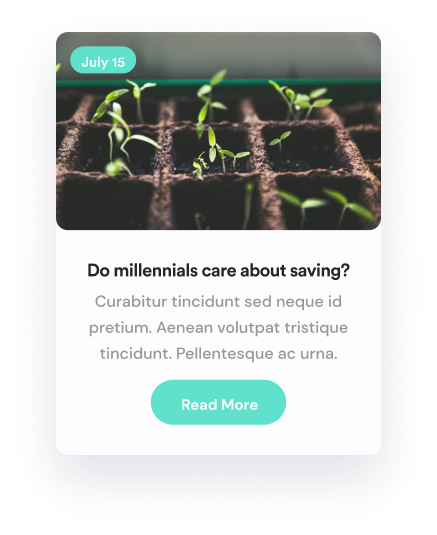 July 15
Do millennials care about saving?
Curabitur tincidunt sed neque id
pretium. Aenean volutpat tristique
tincidunt. Pellentesque ac urna.
Read More